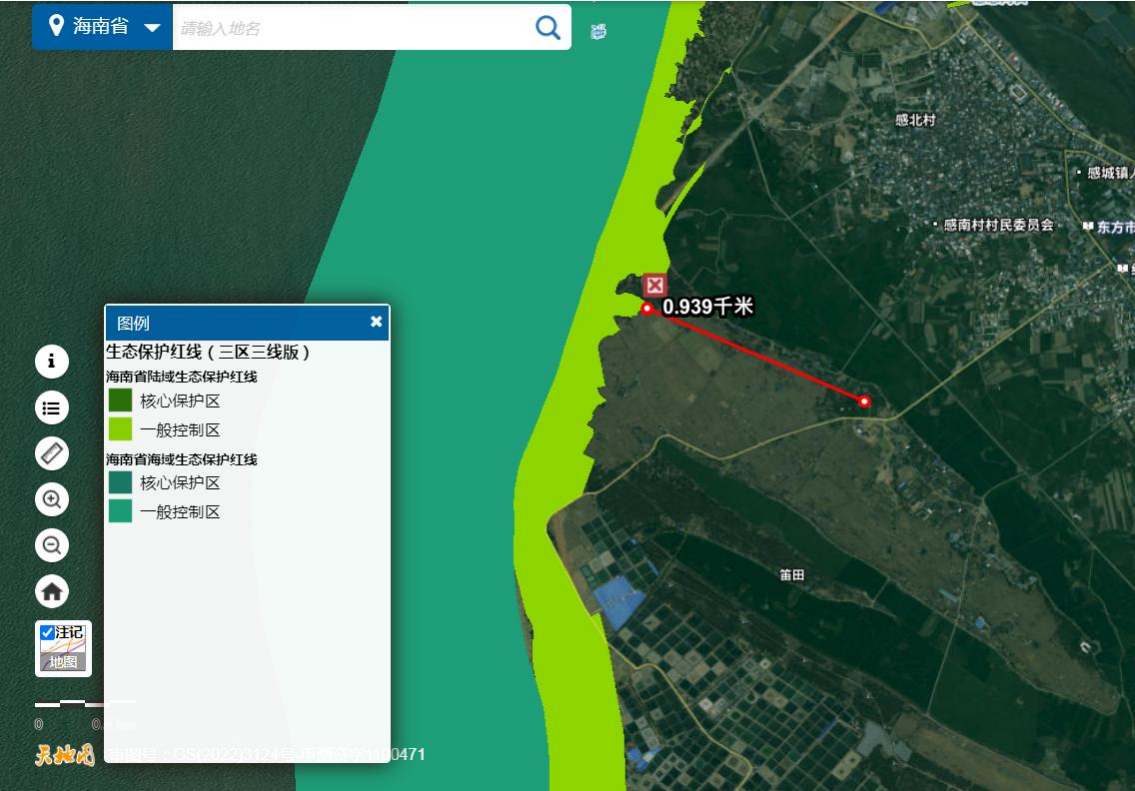 海南省
请输入地名
感北村
感城镇人
感南村村民委员会
东方市
0.939千米
图例
生态保护红线（三区三线版）
海南省陆域生态保护红线
核心保护区
一般控制区
海南省海域生态保护红线
核心保护区
一般控制区
笛田
注记
地图
0
天地图
审图号：GS(2022)3124号
1100471